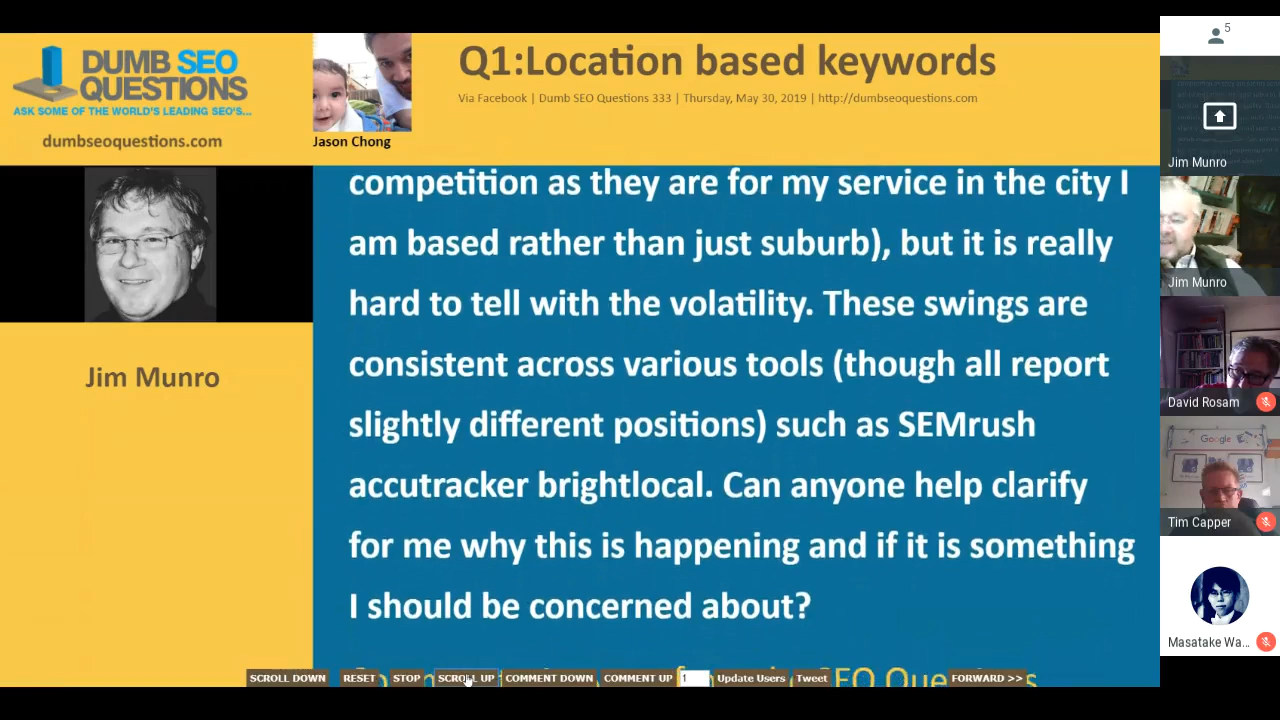 DUMB SEO
QUESTIONS
ASK SOME OF THE WORLD'S LEADING SEO'S...
dumbseoquestions.com
Jason Chong
Q1:Location based keywords
Via Facebook | Dumb SEO Questions 333 | Thursday, May 30, 2019 | http://dumbseoquestions.com
Jim Munro
competition as they are for my service in the city I
am based rather than just suburb), but it is really
hard to tell with the volatility. These swings are
consistent across various tools (though all report
slightly different positions) such as SEMrush
accutracker brightlocal. Can anyone help clarify
for me why this is happening and if it is something
I should be concerned about?
SCROLL DOWN RESET STOP SCROLL UP COMMENT DOWN COMMENT UP 1 Update Users Tweet FORWARD >>
5
Jim Munro
Jim Munro
David Rosam
Google
Tim Capper
Masatake Wa...